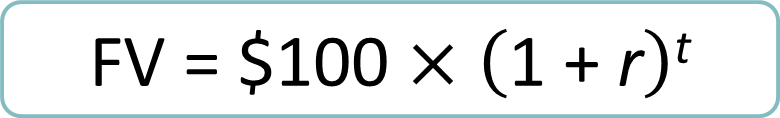 FV = $100 × (1 + r)ᵗ